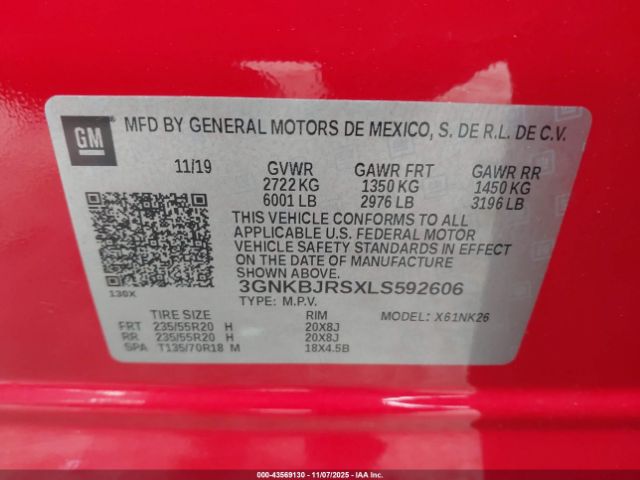 GM
MFD BY GENERAL MOTORS DE MEXICO, S. DE R.L. DE C.V.
11/19 GVWR GAWR FRT GAWR RR
2722 KG 1350 KG 1450 KG
6001 LB 2976 LB 3196 LB
THIS VEHICLE CONFORMS TO ALL
APPLICABLE U.S. FEDERAL MOTOR
VEHICLE SAFETY STANDARDS IN EFFECT
ON THE DATE OF MANUFACTURE
SHOWN ABOVE.
130X 3GNKBJRSXLS592606
TYPE: M.P.V. MODEL: X61NK26
TIRE SIZE RIM
FRT 235/55R20 H 20X8J
RR 235/55R20 H 20X8J
SPA T135/70R18 M 18X4.5B
000-43569130 - 11/07/2025 - IAA Inc.